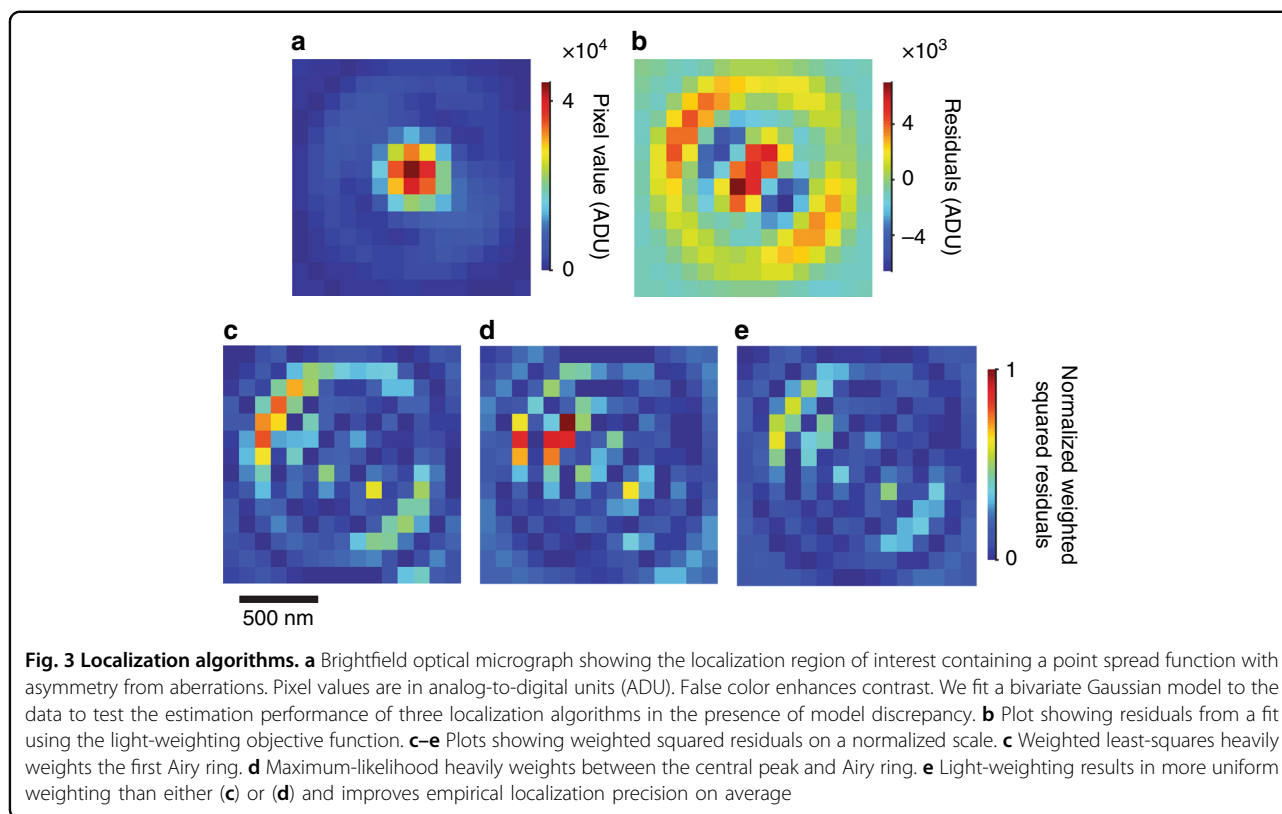 a
×10⁴
4
0
Pixel value (ADU)
b
×10³
4
0
−4
Residuals (ADU)
c
d
e
1
0
Normalized weighted
squared residuals
500 nm
Fig. 3 Localization algorithms. a Brightfield optical micrograph showing the localization region of interest containing a point spread function with
asymmetry from aberrations. Pixel values are in analog-to-digital units (ADU). False color enhances contrast. We fit a bivariate Gaussian model to the
data to test the estimation performance of three localization algorithms in the presence of model discrepancy. b Plot showing residuals from a fit
using the light-weighting objective function. c–e Plots showing weighted squared residuals on a normalized scale. c Weighted least-squares heavily
weights the first Airy ring. d Maximum-likelihood heavily weights between the central peak and Airy ring. e Light-weighting results in more uniform
weighting than either (c) or (d) and improves empirical localization precision on average